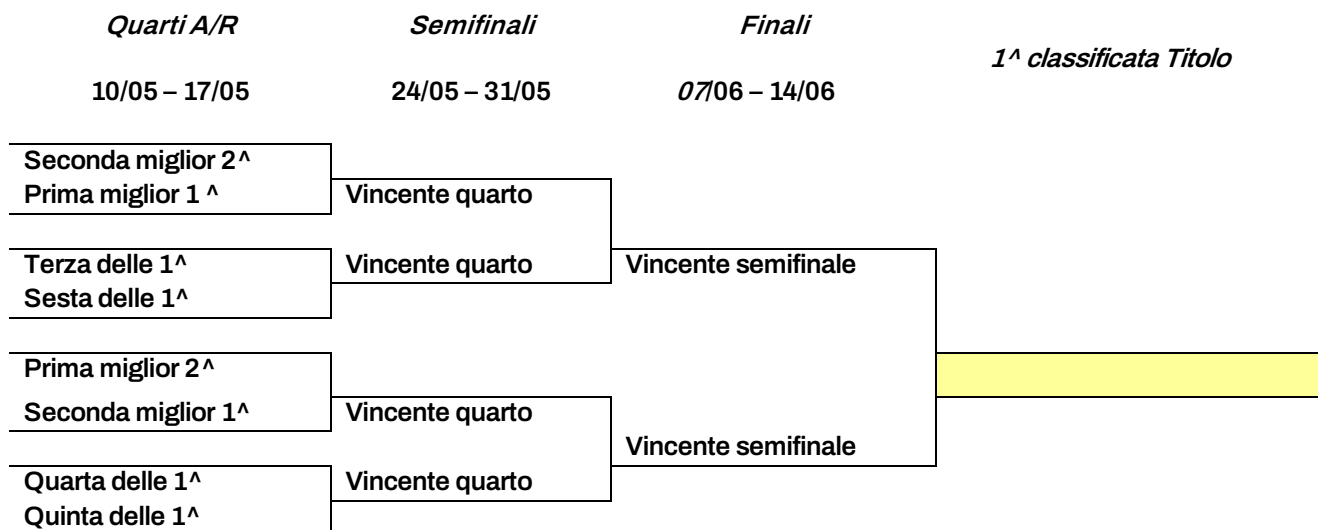 Quarti A/R Semifinali Finali
1^ classificata Titolo
10/05 – 17/05 24/05 – 31/05 07/06 – 14/06
Seconda miglior 2^
Prima miglior 1 ^ Vincente quarto
Terza delle 1^ Vincente quarto Vincente semifinale
Sesta delle 1^
Prima miglior 2^
Seconda miglior 1^ Vincente quarto
Vincente semifinale
Quarta delle 1^ Vincente quarto
Quinta delle 1^